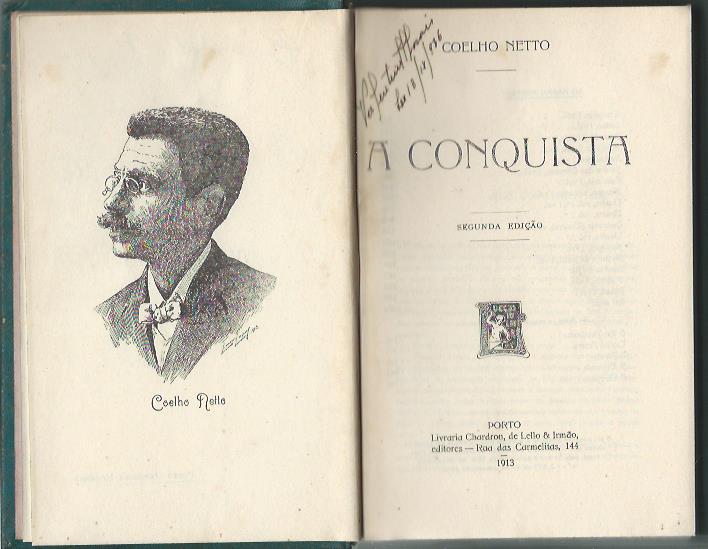 Coelho Netto
COELHO NETTO
A CONQUISTA
SEGUNDA EDIÇÃO
PORTO
Livraria Chardron, de Lello & Irmão,
editores — Rua das Carmelitas, 144
—
1913